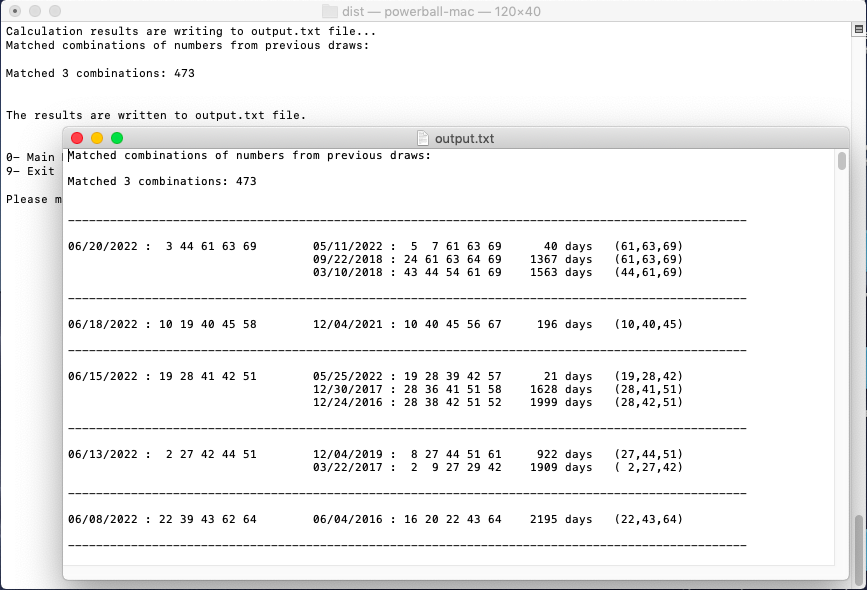 dist — powerball-mac — 120×40
Calculation results are writing to output.txt file...
Matched combinations of numbers from previous draws:
Matched 3 combinations: 473
The results are written to output.txt file.
0- Main
9- Exit
Please m
output.txt
Matched combinations of numbers from previous draws:
Matched 3 combinations: 473
-------------------------------------------------------------------------------------------------
06/20/2022 :  3 44 61 63 69        05/11/2022 :  5  7 61 63 69      40 days   (61,63,69)
09/22/2018 : 24 61 63 64 69    1367 days   (61,63,69)
03/10/2018 : 43 44 54 61 69    1563 days   (44,61,69)
-------------------------------------------------------------------------------------------------
06/18/2022 : 10 19 40 45 58        12/04/2021 : 10 40 45 56 67     196 days   (10,40,45)
-------------------------------------------------------------------------------------------------
06/15/2022 : 19 28 41 42 51        05/25/2022 : 19 28 39 42 57      21 days   (19,28,42)
12/30/2017 : 28 36 41 51 58    1628 days   (28,41,51)
12/24/2016 : 28 38 42 51 52    1999 days   (28,42,51)
-------------------------------------------------------------------------------------------------
06/13/2022 :  2 27 42 44 51        12/04/2019 :  8 27 44 51 61     922 days   (27,44,51)
03/22/2017 :  2  9 27 29 42    1909 days   ( 2,27,42)
-------------------------------------------------------------------------------------------------
06/08/2022 : 22 39 43 62 64        06/04/2016 : 16 20 22 43 64    2195 days   (22,43,64)
-------------------------------------------------------------------------------------------------